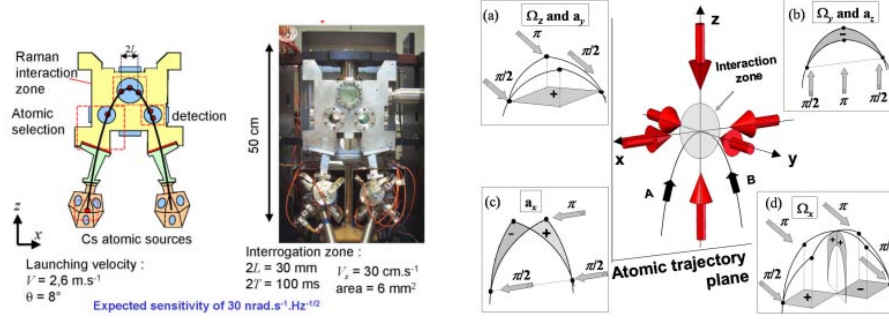 Raman
interaction
zone
2L
Atomic
selection
detection
z
x
Cs atomic sources
Launching velocity :
V = 2,6 m.s-1
θ = 8°
50 cm
Interrogation zone :
2L = 30 mm
2T = 100 ms
Vx = 30 cm.s-1
area = 6 mm2
Expected sensitivity of 30 nrad.s-1.Hz-1/2
(a)
Ωz and ay
π
π/2
π/2
+
z
Interaction
zone
x
y
A
B
Atomic trajectory
plane
(b)
Ωy and az
-
π/2
π
π/2
(c)
ax
π
-
+
π/2
π/2
(d)
Ωx
π
π
π/2
π/2
+
+
+
-